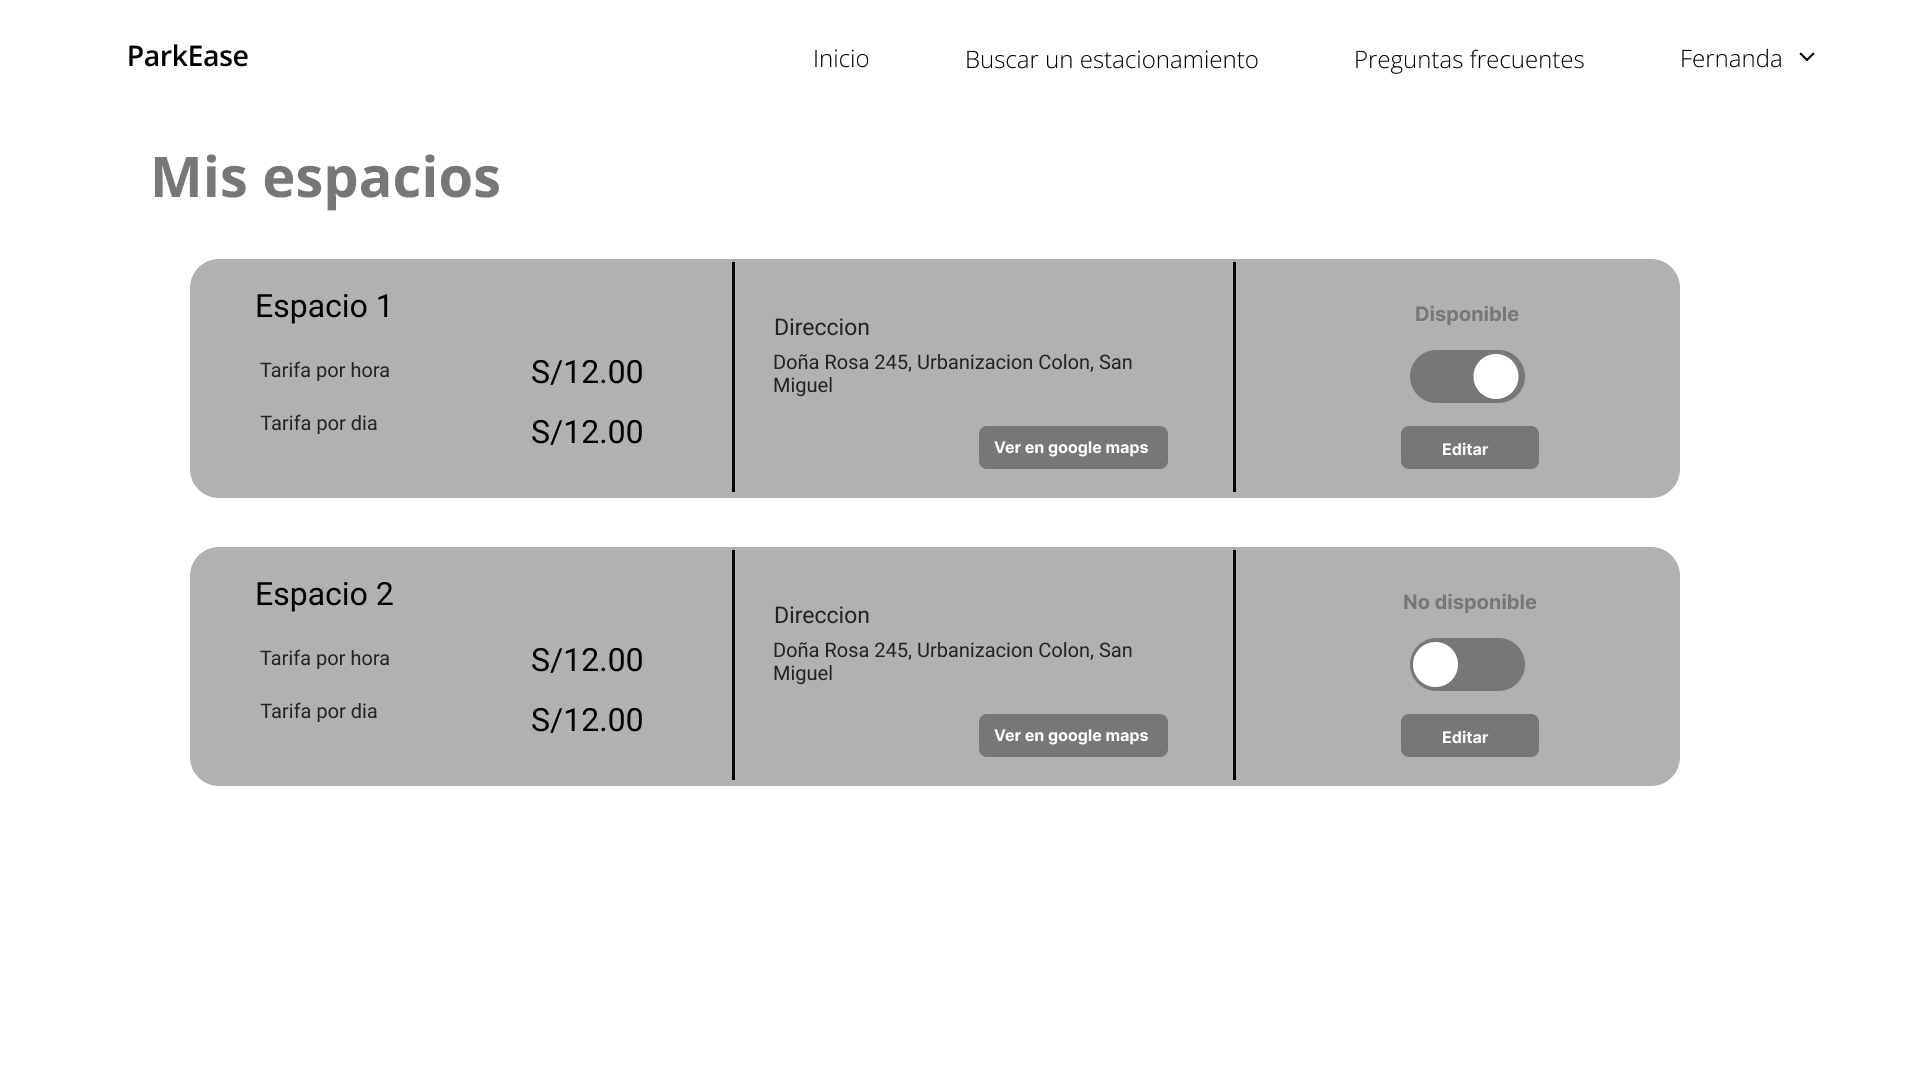 ParkEase
Inicio
Buscar un estacionamiento
Preguntas frecuentes
Fernanda
Mis espacios
Espacio 1
Tarifa por hora
S/12.00
Tarifa por dia
S/12.00
Direccion
Doña Rosa 245, Urbanizacion Colon, San
Miguel
Ver en google maps
Disponible
Editar
Espacio 2
Tarifa por hora
S/12.00
Tarifa por dia
S/12.00
Direccion
Doña Rosa 245, Urbanizacion Colon, San
Miguel
Ver en google maps
No disponible
Editar